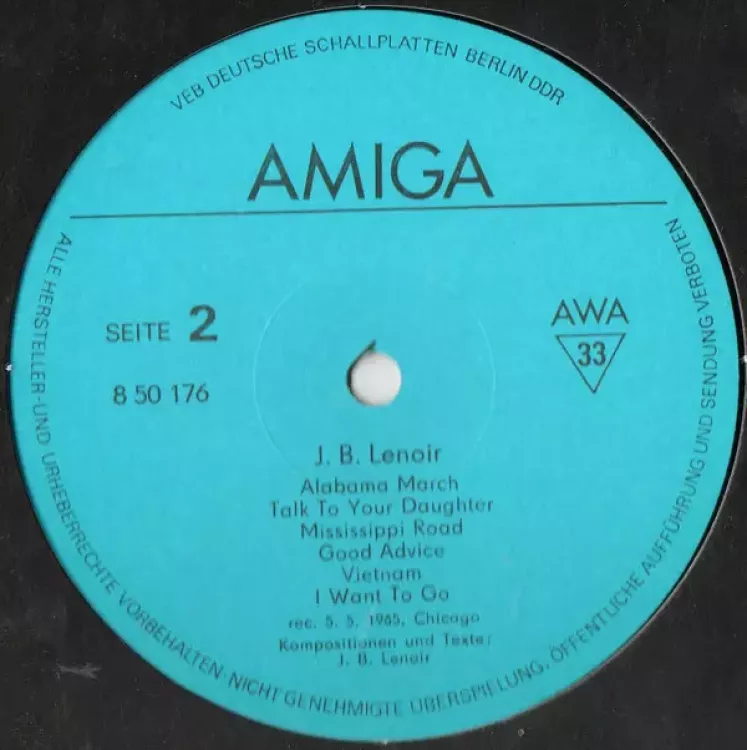 VEB DEUTSCHE SCHALLPLATTEN BERLIN DDR
AMIGA
SEITE 2
8 50 176
AWA
33
J. B. Lenoir
Alabama March
Talk To Your Daughter
Mississippi Road
Good Advice
Vietnam
I Want To Go
rec. 5. 5. 1965, Chicago
Kompositionen und Texte:
J. B. Lenoir
ALLE HERSTELLER- UND URHEBERRECHTE VORBEHALTEN NICHT GENEHMIGTE ÜBERSPIELUNG, ÖFFENTLICHE AUFFÜHRUNG UND SENDUNG VERBOTEN